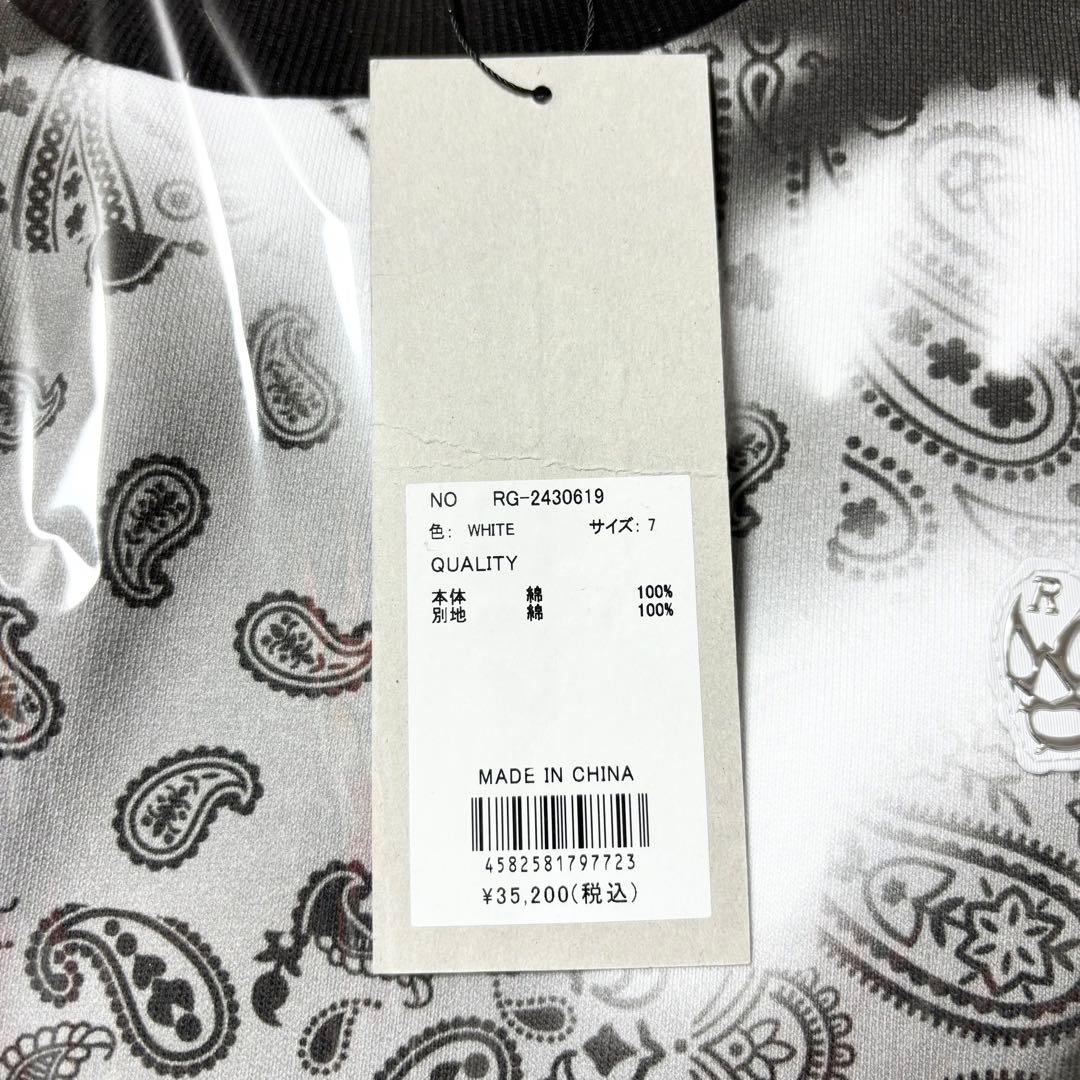 NO RG-2430619
色: WHITE サイズ: 7
QUALITY
本体 綿 100%
別地 綿 100%
MADE IN CHINA
4582581797723
¥35,200(税込)
R